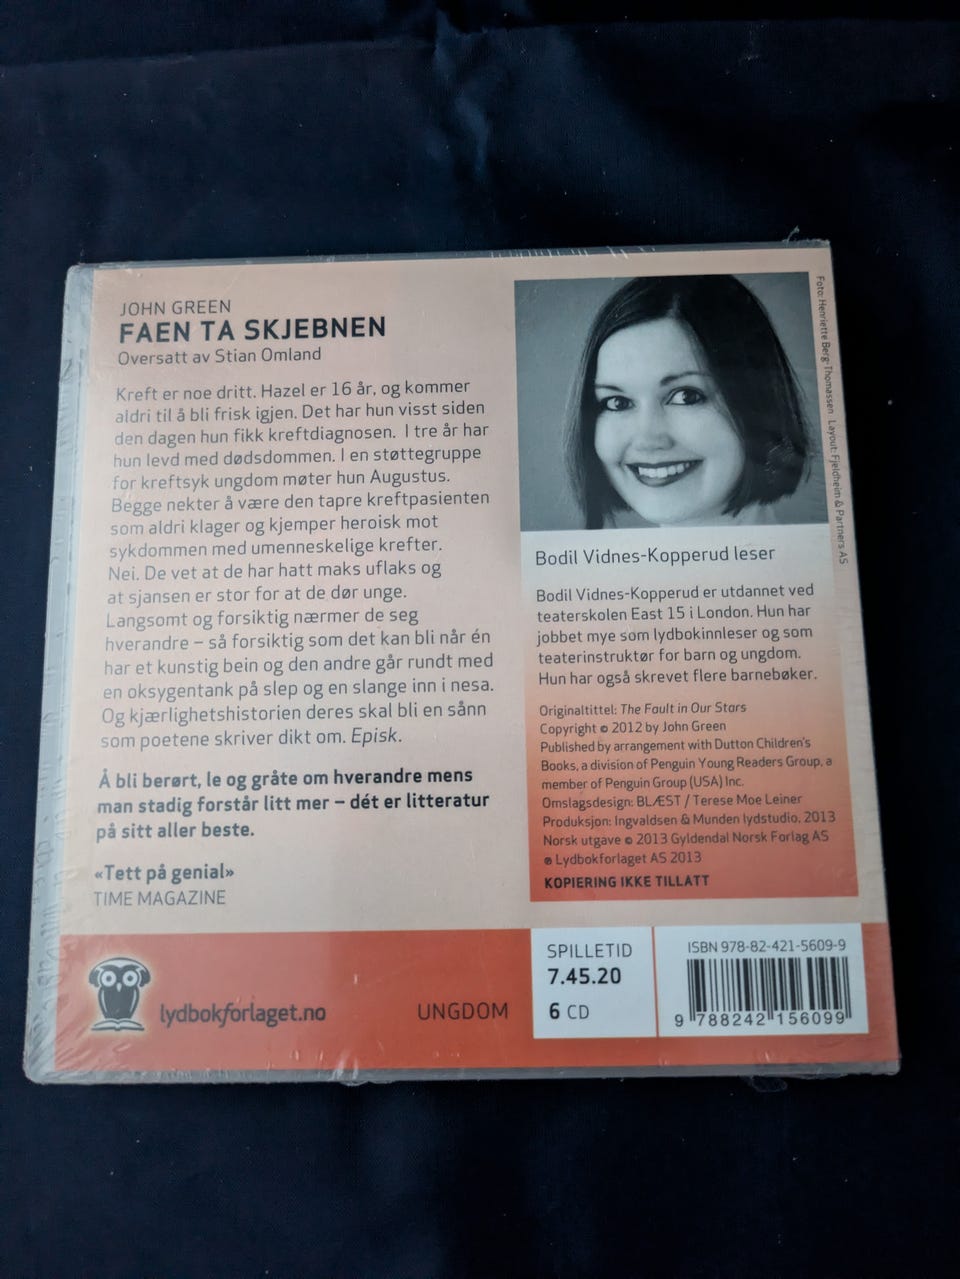 JOHN GREEN
FAEN TA SKJEBNEN
Oversatt av Stian Omland
Kreft er noe dritt. Hazel er 16 år, og kommer
aldri til å bli frisk igjen. Det har hun visst siden
den dagen hun fikk kreftdiagnosen. I tre år har
hun levd med dødsdommen. I en støttegruppe
for kreftsyk ungdom møter hun Augustus.
Begge nekter å være den tapre kreftpasienten
som aldri klager og kjemper heroisk mot
sykdommen med umenneskelige krefter.
Nei. De vet at de har hatt maks uflaks og
at sjansen er stor for at de dør unge.
Langsomt og forsiktig nærmer de seg
hverandre – så forsiktig som det kan bli når én
har et kunstig bein og den andre går rundt med
en oksygentank på slep og en slange inn i nesa.
Og kjærlighetshistorien deres skal bli en sånn
som poetene skriver dikt om. Episk.
Å bli berørt, le og gråte om hverandre mens
man stadig forstår litt mer – dét er litteratur
på sitt aller beste.
«Tett på genial»
TIME MAGAZINE
Foto: Henriette Berg-Thomassen Layout: Fjeldheim & Partners AS
Bodil Vidnes-Kopperud leser
Bodil Vidnes-Kopperud er utdannet ved
teaterskolen East 15 i London. Hun har
jobbet mye som lydbokinnleser og som
teaterinstruktør for barn og ungdom.
Hun har også skrevet flere barnebøker.
Originaltittel: The Fault in Our Stars
Copyright © 2012 by John Green
Published by arrangement with Dutton Children's
Books, a division of Penguin Young Readers Group, a
member of Penguin Group (USA) Inc.
Omslagsdesign: BLÆST / Terese Moe Leiner
Produksjon: Ingvaldsen & Munden lydstudio, 2013
Norsk utgave © 2013 Gyldendal Norsk Forlag AS
℗ Lydbokforlaget AS 2013
KOPIERING IKKE TILLATT
lydbokforlaget.no
UNGDOM
SPILLETID
7.45.20
6 CD
ISBN 978-82-421-5609-9
9 788242 156099